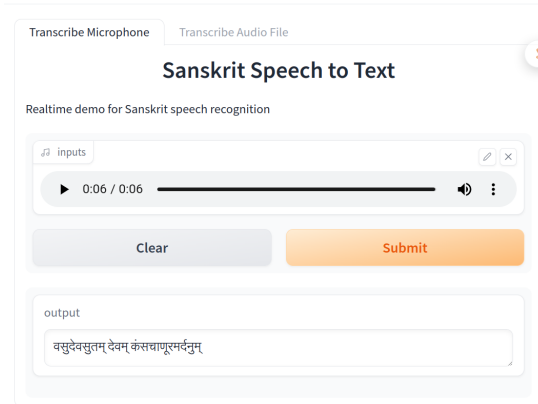 Transcribe Microphone Transcribe Audio File
Sanskrit Speech to Text
Realtime demo for Sanskrit speech recognition
inputs
0:06 / 0:06
Clear Submit
output
वसुदेवसुतम् देवम् कंसचाणूरमर्दनुम्